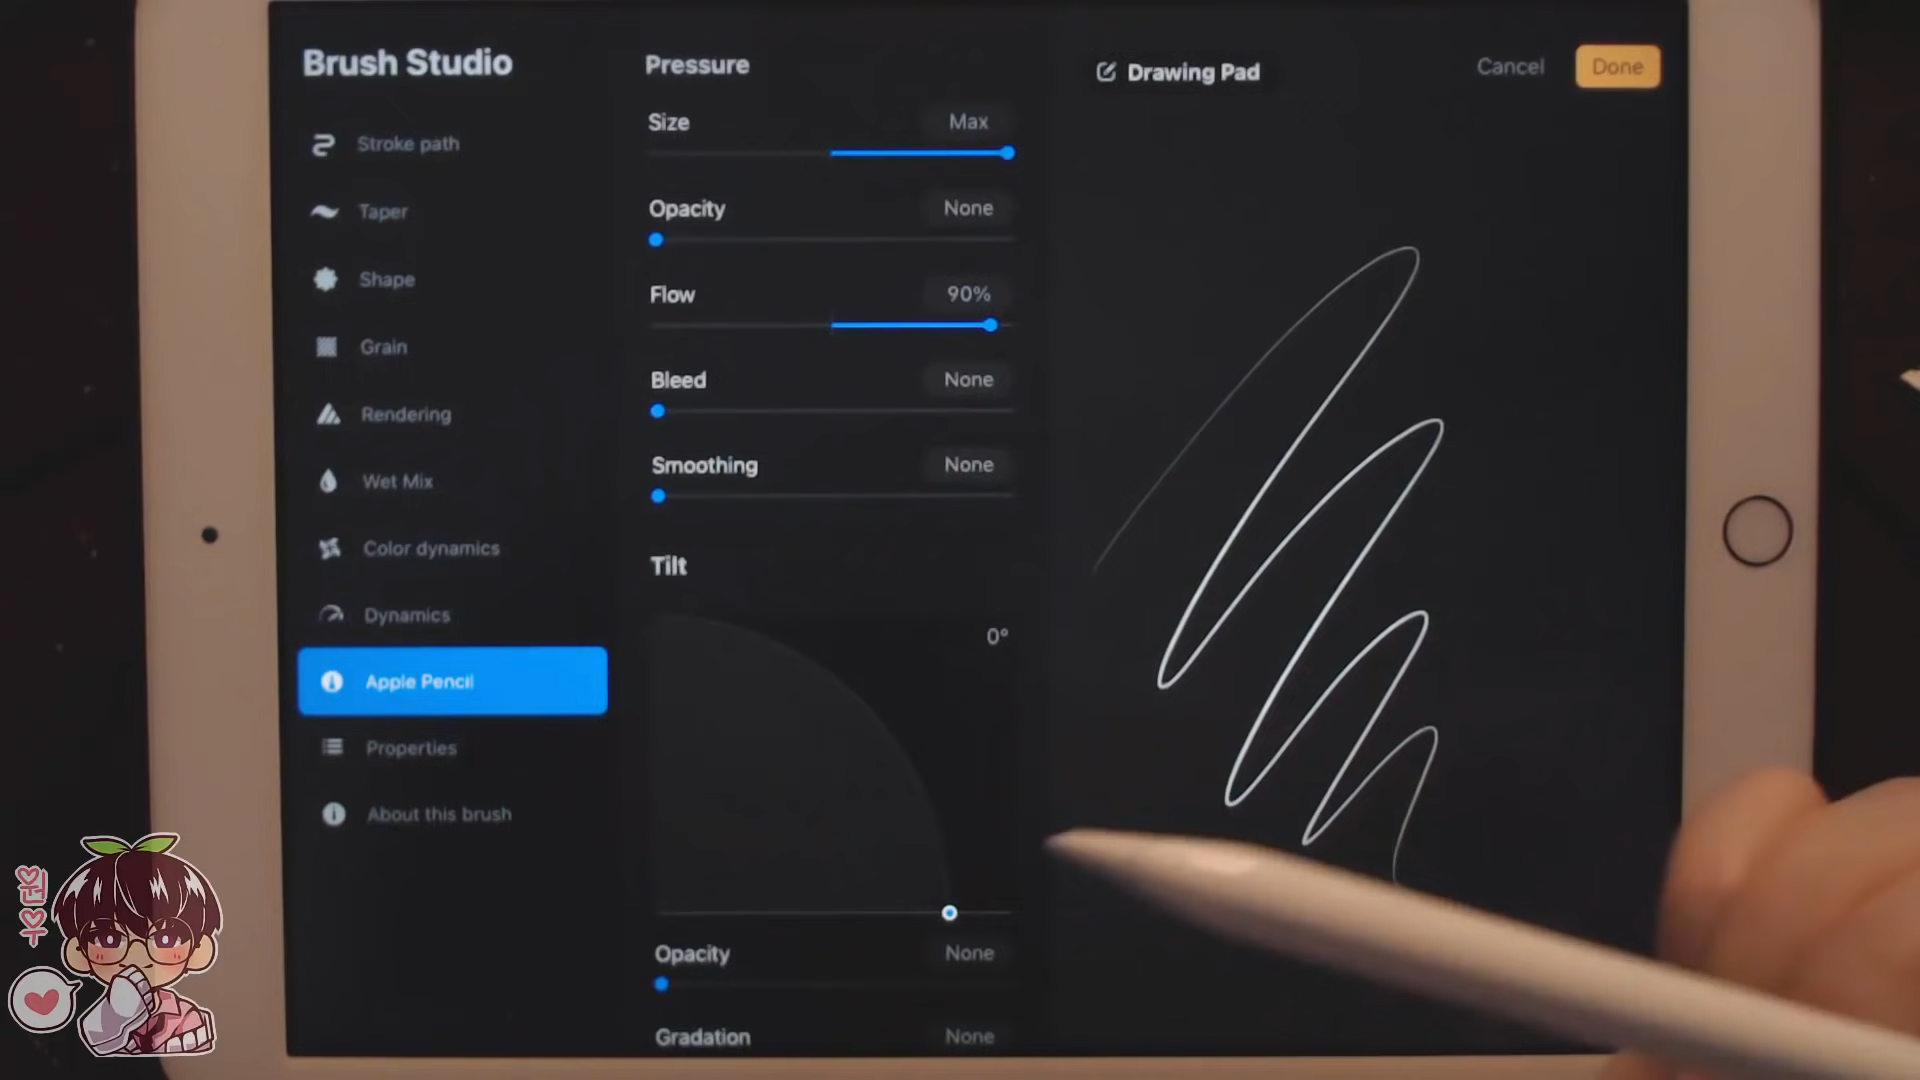 Brush Studio
Stroke path
Taper
Shape
Grain
Rendering
Wet Mix
Color dynamics
Dynamics
Apple Pencil
Properties
About this brush
Pressure
Size Max
Opacity None
Flow 90%
Bleed None
Smoothing None
Tilt
0°
Opacity None
Gradation None
Drawing Pad
Cancel
Done
원우